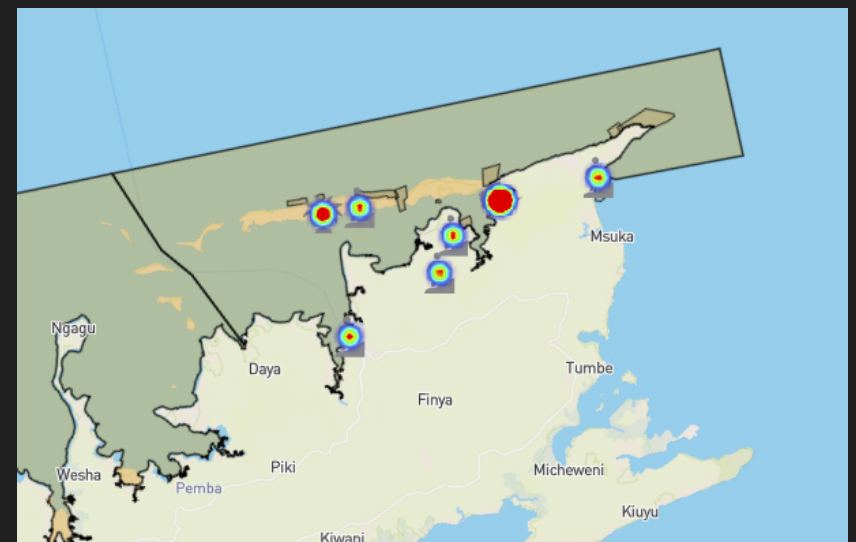 Msuka
Ngagu
Daya
Tumbe
Finya
Piki
Wesha
Micheweni
Pemba
Kiuyu
Kiwani